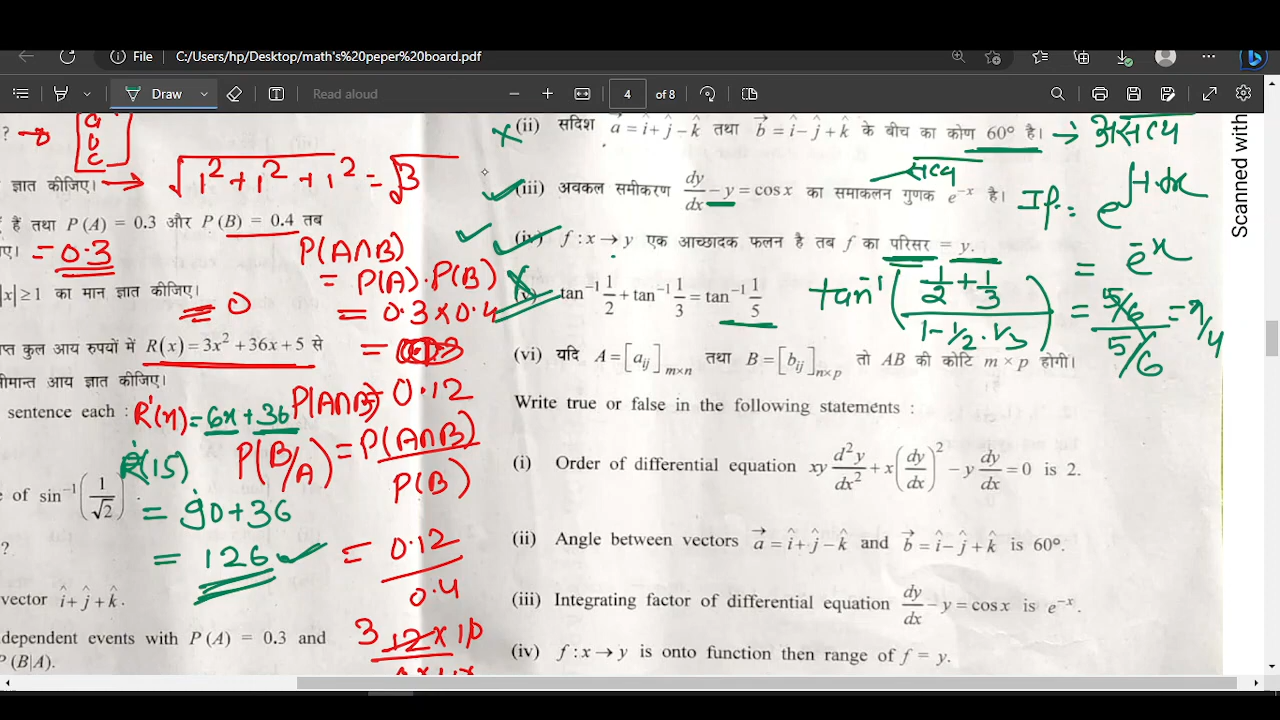 File C:/Users/hp/Desktop/math's%20peper%20board.pdf
Draw Read aloud 4 of 8
? → [a b c]
ज्ञात कीजिए। → √1² + 1² + 1² = √3
हैं तथा P(A) = 0.3 और P(B) = 0.4 तब
= 0.3
P(A∩B)
= P(A)·P(B)
= 0.3×0.4
|x| ≥ 1 का मान ज्ञात कीजिए।
= 0
कुल आय रुपयों में R(x) = 3x² + 36x + 5 से
सीमान्त आय ज्ञात कीजिए।
P(A∩B) = 0.12
sentence each :
R'(x) = 6x + 36
R'(15)
= 90+36
= 126 ✓
P(B/A) = P(A∩B) / P(B)
= 0.12 / 0.4
3 12×10
e of sin⁻¹(1/√2)
?
vector î + ĵ + k̂.
dependent events with P(A) = 0.3 and
P(B|A).
× (ii) सदिश a⃗ = î + ĵ − k̂ तथा b⃗ = î − ĵ + k̂ के बीच का कोण 60° है। → असत्य
सत्य
✓ (iii) अवकल समीकरण dy/dx − y = cos x का समाकलन गुणक e⁻ˣ है।
If = e^∫-1·dx
= e⁻ˣ
✓ ✓ (iv) f : x → y एक आच्छादक फलन है तब f का परिसर = y.
× (v) tan⁻¹ 1/2 + tan⁻¹ 1/3 = tan⁻¹ 1/5
tan⁻¹((1/2 + 1/3) / (1 − 1/2 · 1/3)) = (5/6) / (5/6) = π/4
(vi) यदि A = [aᵢⱼ]ₘₓₙ तथा B = [bᵢⱼ]ₙₓₚ तो AB की कोटि m × p होगी।
Write true or false in the following statements :
(i) Order of differential equation xy d²y/dx² + x(dy/dx)² − y dy/dx = 0 is 2.
(ii) Angle between vectors a⃗ = î + ĵ − k̂ and b⃗ = î − ĵ + k̂ is 60°.
(iii) Integrating factor of differential equation dy/dx − y = cos x is e⁻ˣ.
(iv) f : x → y is onto function then range of f = y.
Scanned with